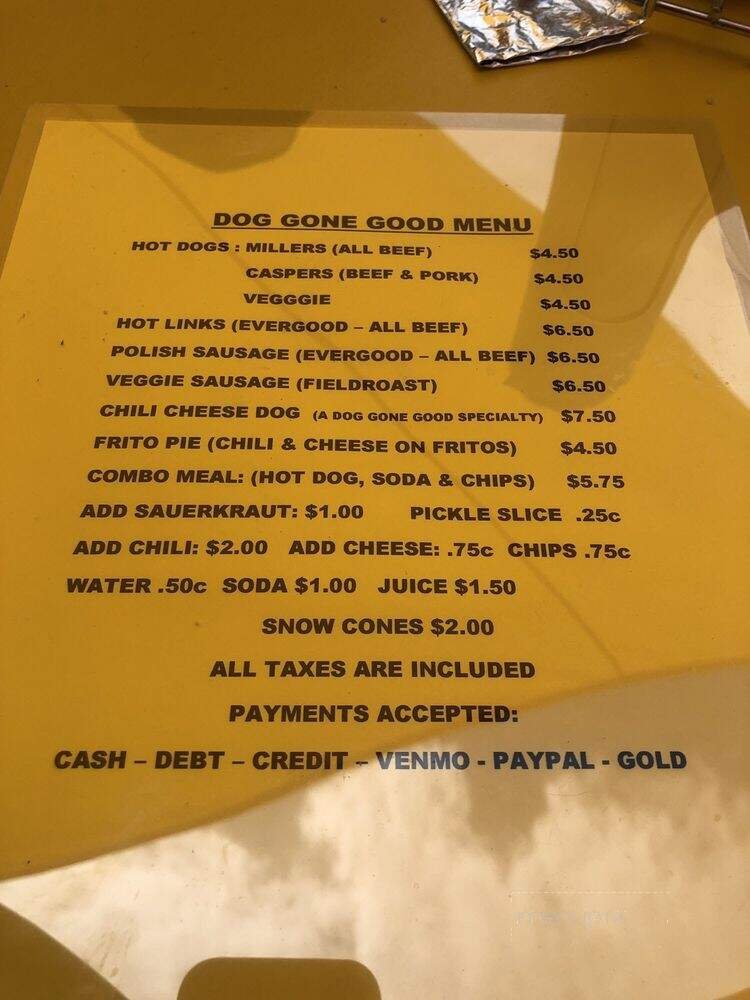 DOG GONE GOOD MENU
HOT DOGS : MILLERS (ALL BEEF) $4.50
CASPERS (BEEF & PORK) $4.50
VEGGGIE $4.50
HOT LINKS (EVERGOOD – ALL BEEF) $6.50
POLISH SAUSAGE (EVERGOOD – ALL BEEF) $6.50
VEGGIE SAUSAGE (FIELDROAST) $6.50
CHILI CHEESE DOG (A DOG GONE GOOD SPECIALTY) $7.50
FRITO PIE (CHILI & CHEESE ON FRITOS) $4.50
COMBO MEAL: (HOT DOG, SODA & CHIPS) $5.75
ADD SAUERKRAUT: $1.00 PICKLE SLICE .25c
ADD CHILI: $2.00 ADD CHEESE: .75c CHIPS .75c
WATER .50c SODA $1.00 JUICE $1.50
SNOW CONES $2.00
ALL TAXES ARE INCLUDED
PAYMENTS ACCEPTED:
CASH – DEBT – CREDIT – VENMO - PAYPAL - GOLD